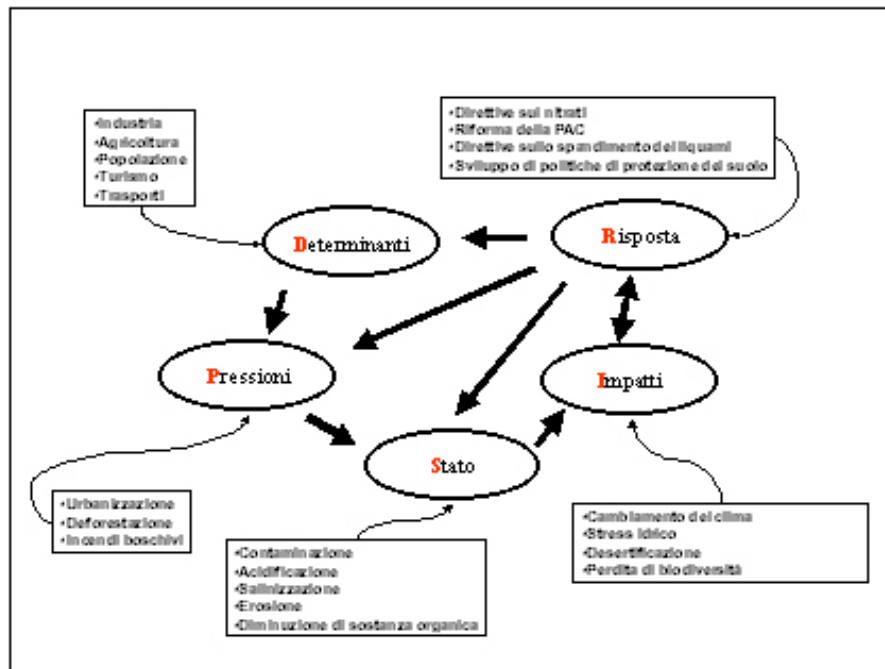 •Industria
•Agricoltura
•Popolazione
•Turismo
•Trasporti
•Direttive sui nitrati
•Riforma della PAC
•Direttive sullo spandimento dei liquami
•Sviluppo di politiche di protezione del suolo
Determinanti
Risposta
Pressioni
Impatti
Stato
•Urbanizzazione
•Deforestazione
•Incendi boschivi
•Contaminazione
•Acidificazione
•Salinizzazione
•Erosione
•Diminuzione di sostanza organica
•Cambiamento del clima
•Stress idrico
•Desertificazione
•Perdita di biodiversità